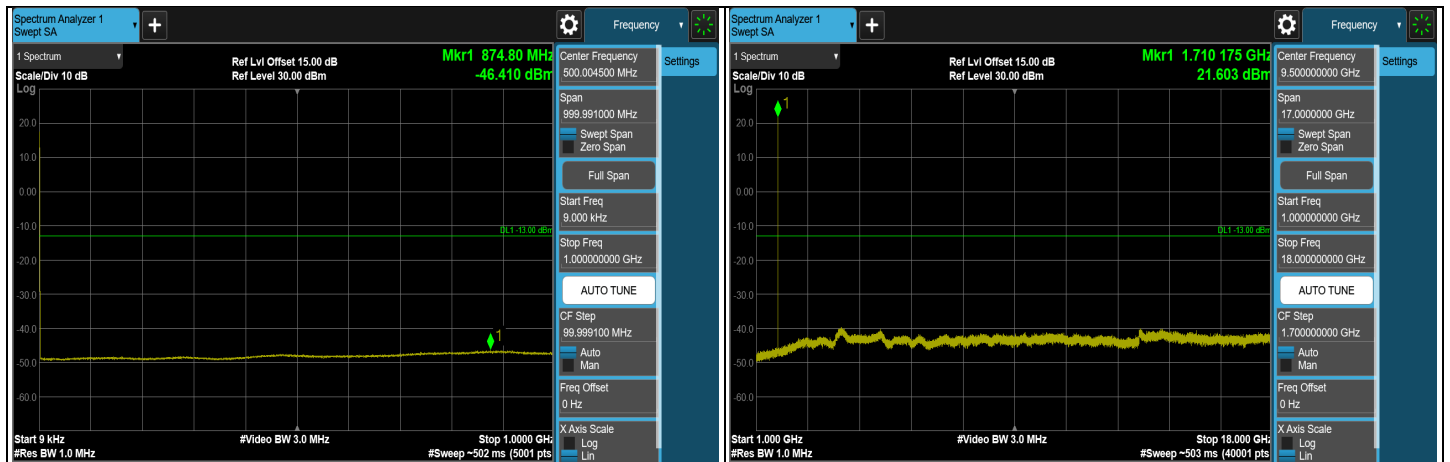 Spectrum Analyzer 1
Swept SA
+
Frequency
1 Spectrum
Scale/Div 10 dB
Log
Ref Lvl Offset 15.00 dB
Ref Level 30.00 dBm
Mkr1 874.80 MHz
-46.410 dBm
20.0
10.0
0.00
-10.0
-20.0
-30.0
-40.0
-50.0
-60.0
DL1 -13.00 dBm
1
Start 9 kHz
#Res BW 1.0 MHz
#Video BW 3.0 MHz
Stop 1.0000 GHz
#Sweep ~502 ms (5001 pts
Center Frequency
500.004500 MHz
Span
999.991000 MHz
Swept Span
Zero Span
Full Span
Start Freq
9.000 kHz
Stop Freq
1.000000000 GHz
AUTO TUNE
CF Step
99.999100 MHz
Auto
Man
Freq Offset
0 Hz
X Axis Scale
Log
Lin
Settings
Spectrum Analyzer 1
Swept SA
+
Frequency
1 Spectrum
Scale/Div 10 dB
Log
Ref Lvl Offset 15.00 dB
Ref Level 30.00 dBm
Mkr1 1.710 175 GHz
21.603 dBm
1
20.0
10.0
0.00
-10.0
-20.0
-30.0
-40.0
-50.0
-60.0
DL1 -13.00 dBm
Start 1.000 GHz
#Res BW 1.0 MHz
#Video BW 3.0 MHz
Stop 18.000 GHz
#Sweep ~503 ms (40001 pts
Center Frequency
9.500000000 GHz
Span
17.0000000 GHz
Swept Span
Zero Span
Full Span
Start Freq
1.000000000 GHz
Stop Freq
18.000000000 GHz
AUTO TUNE
CF Step
1.700000000 GHz
Auto
Man
Freq Offset
0 Hz
X Axis Scale
Log
Lin
Settings